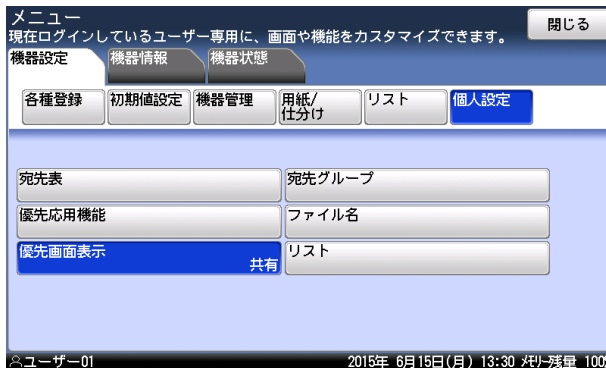 メニュー
閉じる
現在ログインしているユーザー専用に、画面や機能をカスタマイズできます。
機器設定 機器情報 機器状態
各種登録 初期値設定 機器管理 用紙/ リスト 個人設定
仕分け
宛先表 宛先グループ
優先応用機能 ファイル名
優先画面表示 リスト
共有
ユーザー01 2015年 6月15日(月) 13:30 メモリー残量 100%